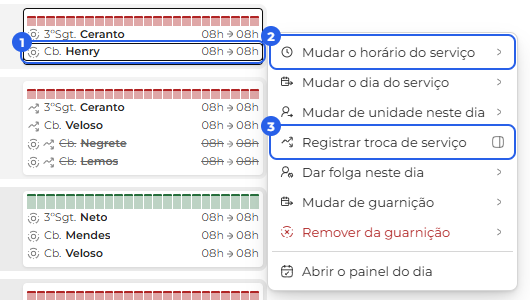 3ºSgt. Ceranto 08h → 08h
1
Cb. Henry 08h → 08h
3ºSgt. Ceranto 08h → 08h
Cb. Veloso 08h → 08h
Cb. Negrete 08h → 08h
Cb. Lemos 08h → 08h
3ºSgt. Neto 08h → 08h
Cb. Mendes 08h → 08h
Cb. Veloso 08h → 08h
2
Mudar o horário do serviço
Mudar o dia do serviço
Mudar de unidade neste dia
3
Registrar troca de serviço
Dar folga neste dia
Mudar de guarnição
Remover da guarnição
Abrir o painel do dia